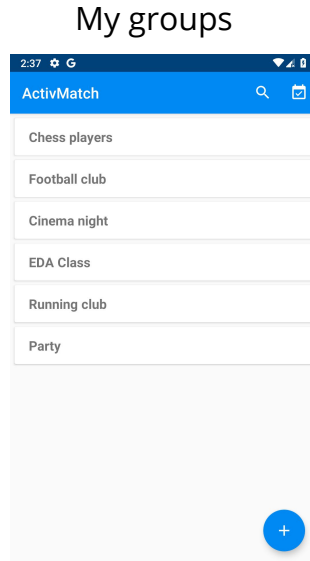 My groups
2:37 G
ActivMatch
Chess players
Football club
Cinema night
EDA Class
Running club
Party
+